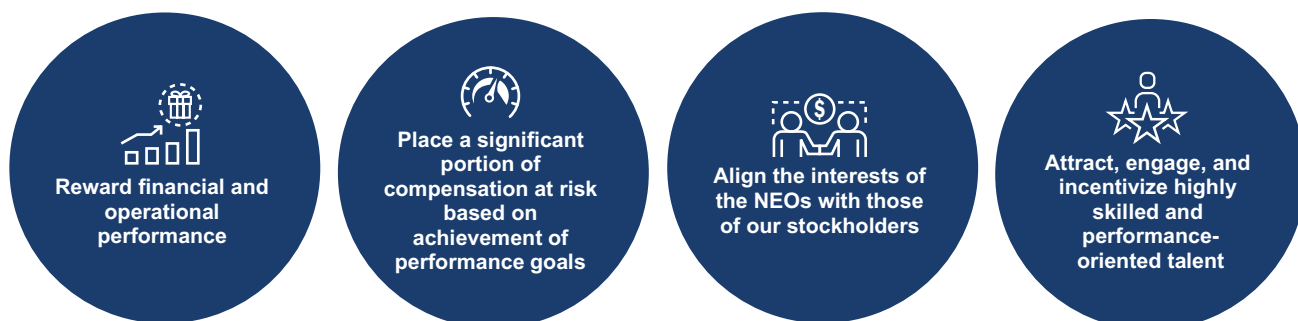 Reward financial and
operational
performance
Place a significant
portion of
compensation at risk
based on
achievement of
performance goals
$
Align the interests of
the NEOs with those
of our stockholders
Attract, engage, and
incentivize highly
skilled and
performance-
oriented talent